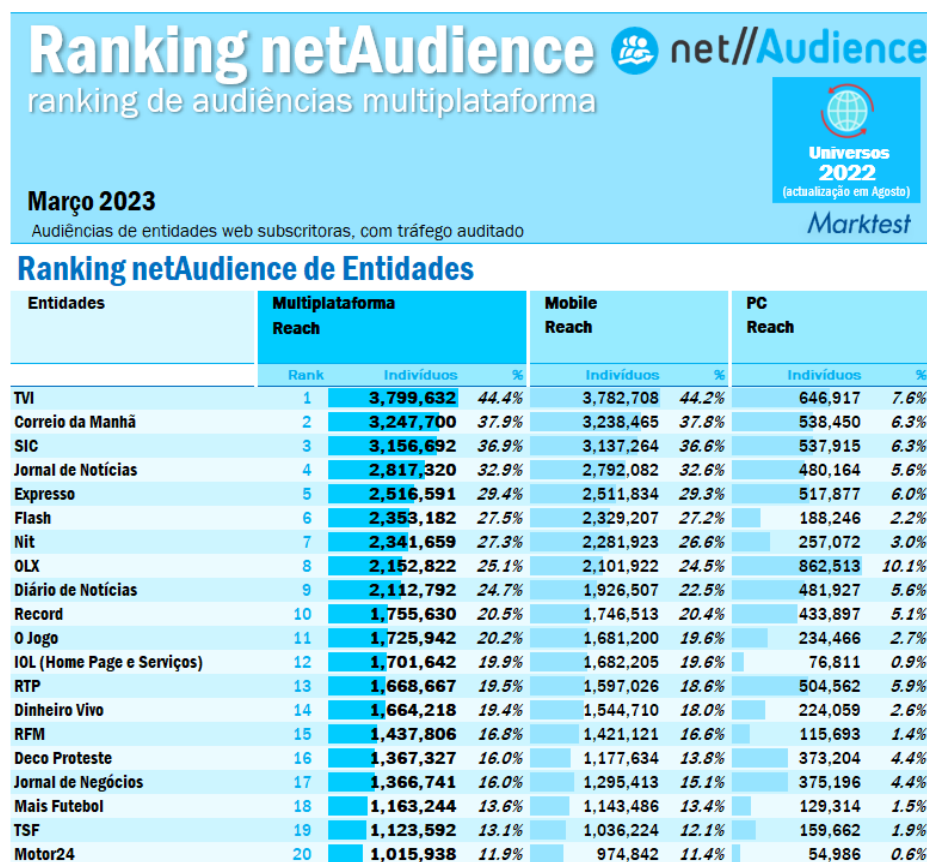 Ranking netAudience
net//Audience
ranking de audiências multiplataforma
Universos
2022
(actualização em Agosto)
Março 2023
Marktest
Audiências de entidades web subscritoras, com tráfego auditado
Ranking netAudience de Entidades
Entidades Multiplataforma Mobile PC
Reach Reach Reach
Rank Indivíduos % Indivíduos % Indivíduos %
TVI 1 3,799,632 44.4% 3,782,708 44.2% 646,917 7.6%
Correio da Manhã 2 3,247,700 37.9% 3,238,465 37.8% 538,450 6.3%
SIC 3 3,156,692 36.9% 3,137,264 36.6% 537,915 6.3%
Jornal de Notícias 4 2,817,320 32.9% 2,792,082 32.6% 480,164 5.6%
Expresso 5 2,516,591 29.4% 2,511,834 29.3% 517,877 6.0%
Flash 6 2,353,182 27.5% 2,329,207 27.2% 188,246 2.2%
Nit 7 2,341,659 27.3% 2,281,923 26.6% 257,072 3.0%
OLX 8 2,152,822 25.1% 2,101,922 24.5% 862,513 10.1%
Diário de Notícias 9 2,112,792 24.7% 1,926,507 22.5% 481,927 5.6%
Record 10 1,755,630 20.5% 1,746,513 20.4% 433,897 5.1%
O Jogo 11 1,725,942 20.2% 1,681,200 19.6% 234,466 2.7%
IOL (Home Page e Serviços) 12 1,701,642 19.9% 1,682,205 19.6% 76,811 0.9%
RTP 13 1,668,667 19.5% 1,597,026 18.6% 504,562 5.9%
Dinheiro Vivo 14 1,664,218 19.4% 1,544,710 18.0% 224,059 2.6%
RFM 15 1,437,806 16.8% 1,421,121 16.6% 115,693 1.4%
Deco Proteste 16 1,367,327 16.0% 1,177,634 13.8% 373,204 4.4%
Jornal de Negócios 17 1,366,741 16.0% 1,295,413 15.1% 375,196 4.4%
Mais Futebol 18 1,163,244 13.6% 1,143,486 13.4% 129,314 1.5%
TSF 19 1,123,592 13.1% 1,036,224 12.1% 159,662 1.9%
Motor24 20 1,015,938 11.9% 974,842 11.4% 54,986 0.6%